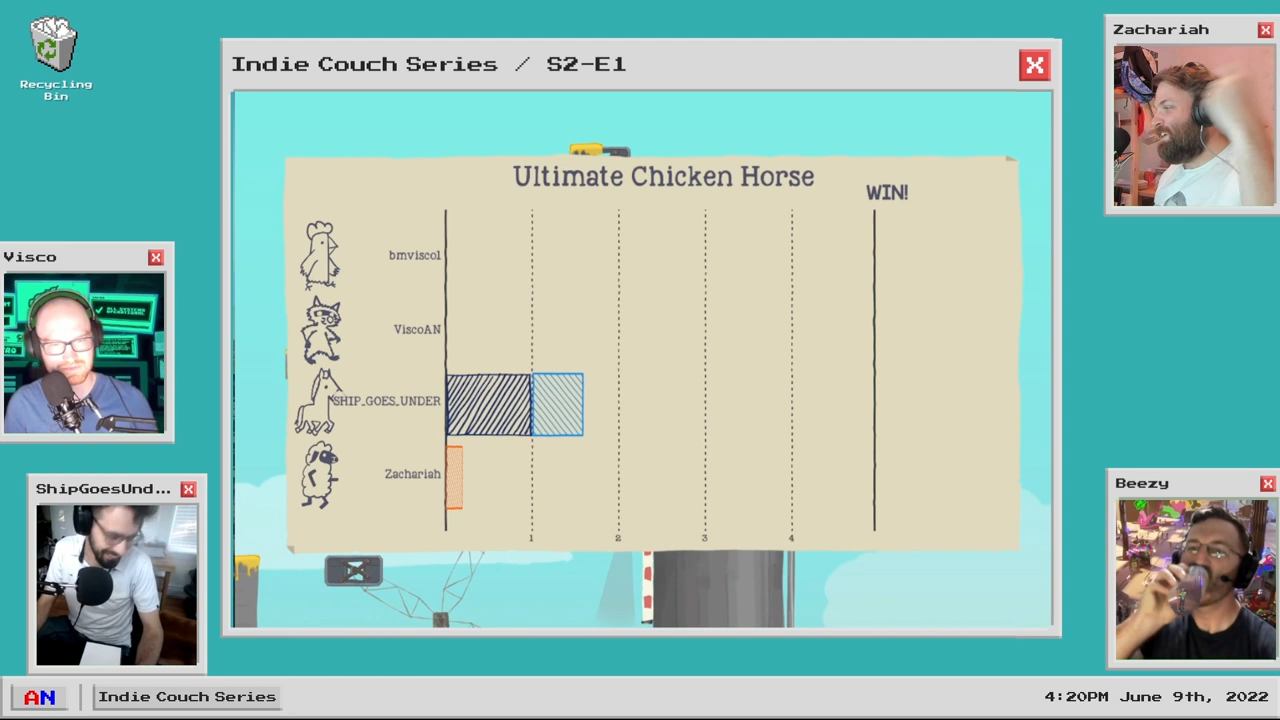 Recycling
Bin
Indie Couch Series / S2-E1
Zachariah
Visco
ShipGoesUnd...
Beezy
Ultimate Chicken Horse
WIN!
bmviscol
ViscoAN
SHIP_GOES_UNDER
Zachariah
1 2 3 4
AN
Indie Couch Series
4:20PM June 9th, 2022